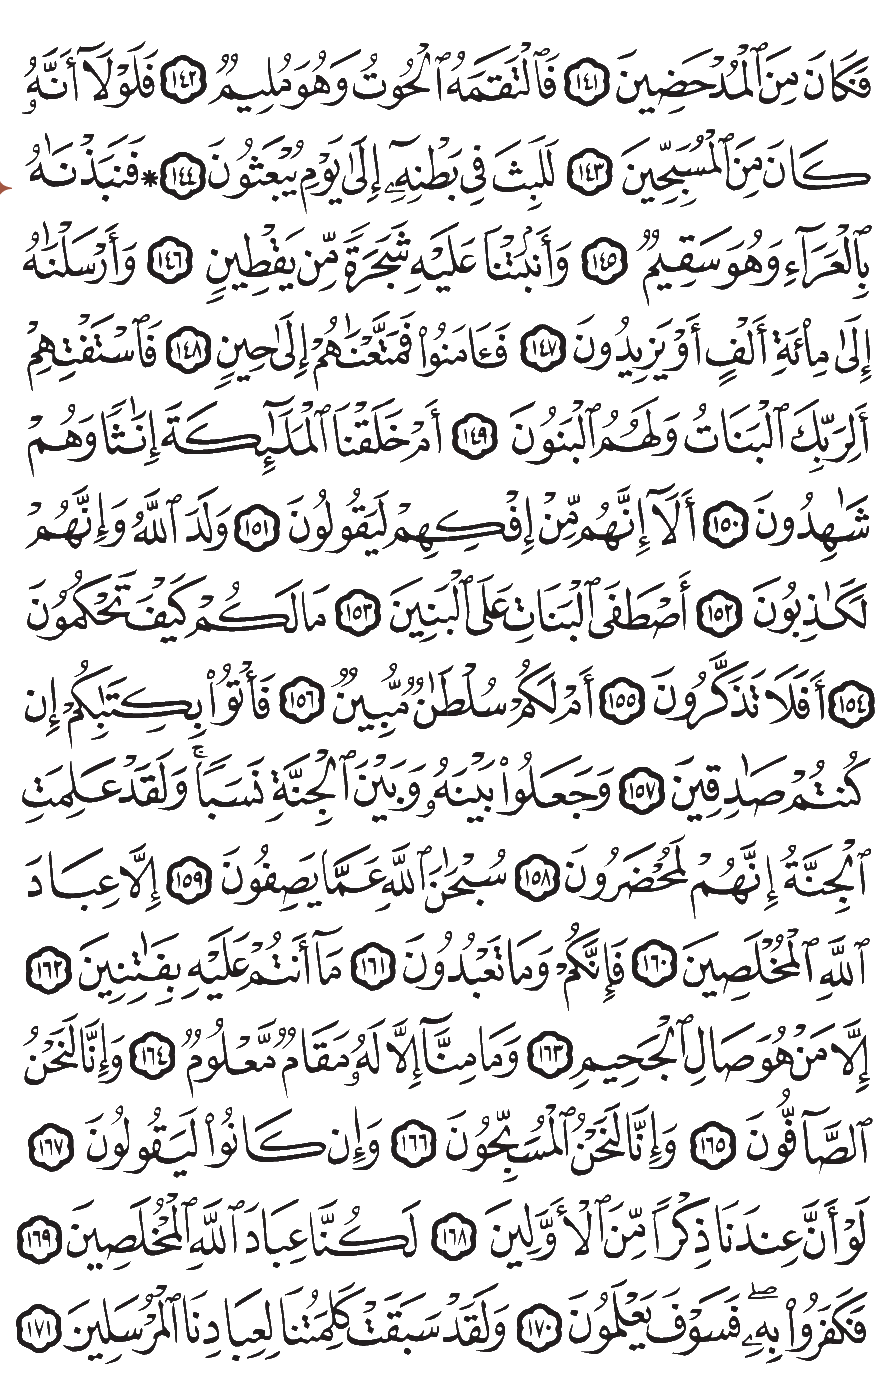 فَكَانَ مِنَ ٱلْمُدْحَضِينَ ١٤١ فَٱلْتَقَمَهُ ٱلْحُوتُ وَهُوَ مُلِيمٌ ١٤٢ فَلَوْلَآ أَنَّهُۥ
كَانَ مِنَ ٱلْمُسَبِّحِينَ ١٤٣ لَلَبِثَ فِي بَطْنِهِۦٓ إِلَىٰ يَوْمِ يُبْعَثُونَ ١٤٤ * فَنَبَذْنَٰهُ
بِٱلْعَرَآءِ وَهُوَ سَقِيمٌ ١٤٥ وَأَنۢبَتْنَا عَلَيْهِ شَجَرَةً مِّن يَقْطِينٍ ١٤٦ وَأَرْسَلْنَٰهُ
إِلَىٰ مِا۟ئَةِ أَلْفٍ أَوْ يَزِيدُونَ ١٤٧ فَـَٔامَنُوا۟ فَمَتَّعْنَٰهُمْ إِلَىٰ حِينٍ ١٤٨ فَٱسْتَفْتِهِمْ
أَلِرَبِّكَ ٱلْبَنَاتُ وَلَهُمُ ٱلْبَنُونَ ١٤٩ أَمْ خَلَقْنَا ٱلْمَلَٰٓئِكَةَ إِنَٰثًا وَهُمْ
شَٰهِدُونَ ١٥٠ أَلَآ إِنَّهُم مِّنْ إِفْكِهِمْ لَيَقُولُونَ ١٥١ وَلَدَ ٱللَّهُ وَإِنَّهُمْ
لَكَٰذِبُونَ ١٥٢ أَصْطَفَى ٱلْبَنَاتِ عَلَى ٱلْبَنِينَ ١٥٣ مَا لَكُمْ كَيْفَ تَحْكُمُونَ
١٥٤ أَفَلَا تَذَكَّرُونَ ١٥٥ أَمْ لَكُمْ سُلْطَٰنٌ مُّبِينٌ ١٥٦ فَأْتُوا۟ بِكِتَٰبِكُمْ إِن
كُنتُمْ صَٰدِقِينَ ١٥٧ وَجَعَلُوا۟ بَيْنَهُۥ وَبَيْنَ ٱلْجِنَّةِ نَسَبًا ۚ وَلَقَدْ عَلِمَتِ
ٱلْجِنَّةُ إِنَّهُمْ لَمُحْضَرُونَ ١٥٨ سُبْحَٰنَ ٱللَّهِ عَمَّا يَصِفُونَ ١٥٩ إِلَّا عِبَادَ
ٱللَّهِ ٱلْمُخْلَصِينَ ١٦٠ فَإِنَّكُمْ وَمَا تَعْبُدُونَ ١٦١ مَآ أَنتُمْ عَلَيْهِ بِفَٰتِنِينَ ١٦٢
إِلَّا مَنْ هُوَ صَالِ ٱلْجَحِيمِ ١٦٣ وَمَا مِنَّآ إِلَّا لَهُۥ مَقَامٌ مَّعْلُومٌ ١٦٤ وَإِنَّا لَنَحْنُ
ٱلصَّآفُّونَ ١٦٥ وَإِنَّا لَنَحْنُ ٱلْمُسَبِّحُونَ ١٦٦ وَإِن كَانُوا۟ لَيَقُولُونَ ١٦٧
لَوْ أَنَّ عِندَنَا ذِكْرًا مِّنَ ٱلْأَوَّلِينَ ١٦٨ لَكُنَّا عِبَادَ ٱللَّهِ ٱلْمُخْلَصِينَ ١٦٩
فَكَفَرُوا۟ بِهِۦ ۖ فَسَوْفَ يَعْلَمُونَ ١٧٠ وَلَقَدْ سَبَقَتْ كَلِمَتُنَا لِعِبَادِنَا ٱلْمُرْسَلِينَ ١٧١